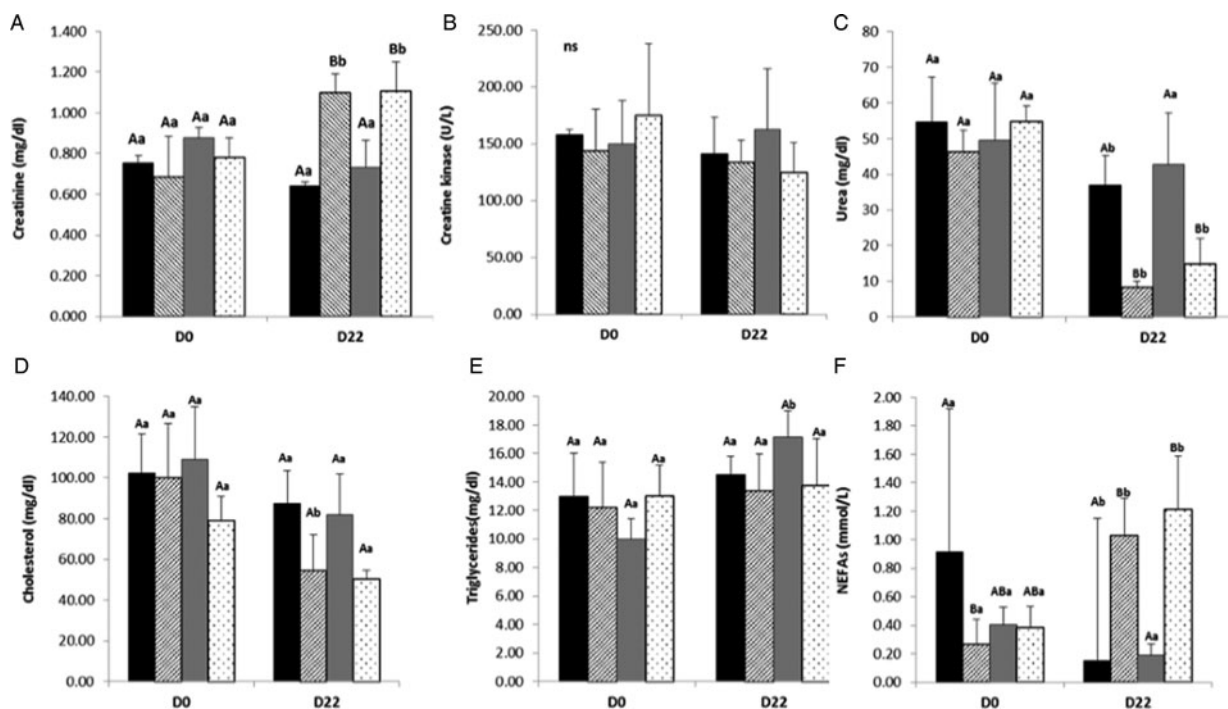 A
Creatinine (mg/dl)
1.400
1.200
1.000
0.800
0.600
0.400
0.200
0.000
Aa Aa Aa Aa
Aa Bb Aa Bb
D0 D22
B
Creatine kinase (U/L)
250.00
200.00
150.00
100.00
50.00
0.00
ns
D0 D22
C
Urea (mg/dl)
80
70
60
50
40
30
20
10
0
Aa Aa Aa Aa
Ab Bb Aa Bb
D0 D22
D
Cholesterol (mg/dl)
140.00
120.00
100.00
80.00
60.00
40.00
20.00
0.00
Aa Aa Aa Aa
Aa Ab Aa Aa
D0 D22
E
Triglycerides(mg/dl)
20.00
18.00
16.00
14.00
12.00
10.00
8.00
6.00
4.00
2.00
0.00
Aa Aa Aa Aa
Aa Aa Ab Aa
D0 D22
F
NEFAs (mmol/L)
2.00
1.80
1.60
1.40
1.20
1.00
0.80
0.60
0.40
0.20
0.00
Aa Ba ABa ABa
Ab Bb Aa Bb
D0 D22